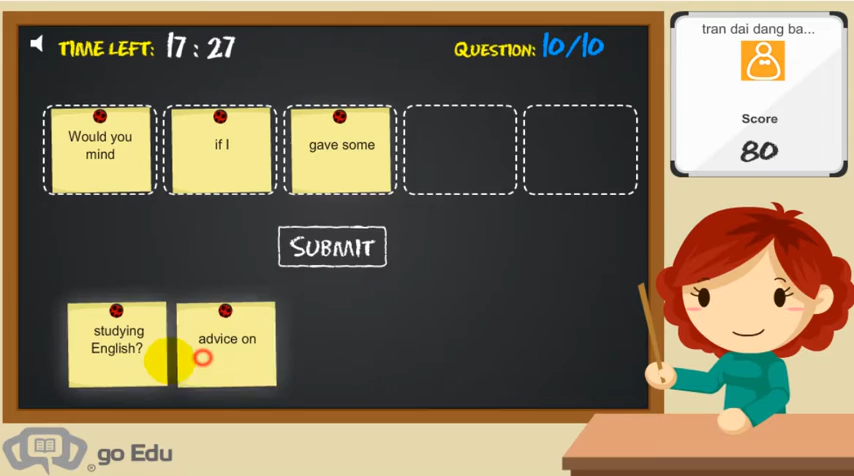 tran dai dang ba...
TIME LEFT: 17 : 27
QUESTION: 10/10
Score
80
Would you
mind
if I
gave some
SUBMIT
studying
English?
advice on
® go Edu